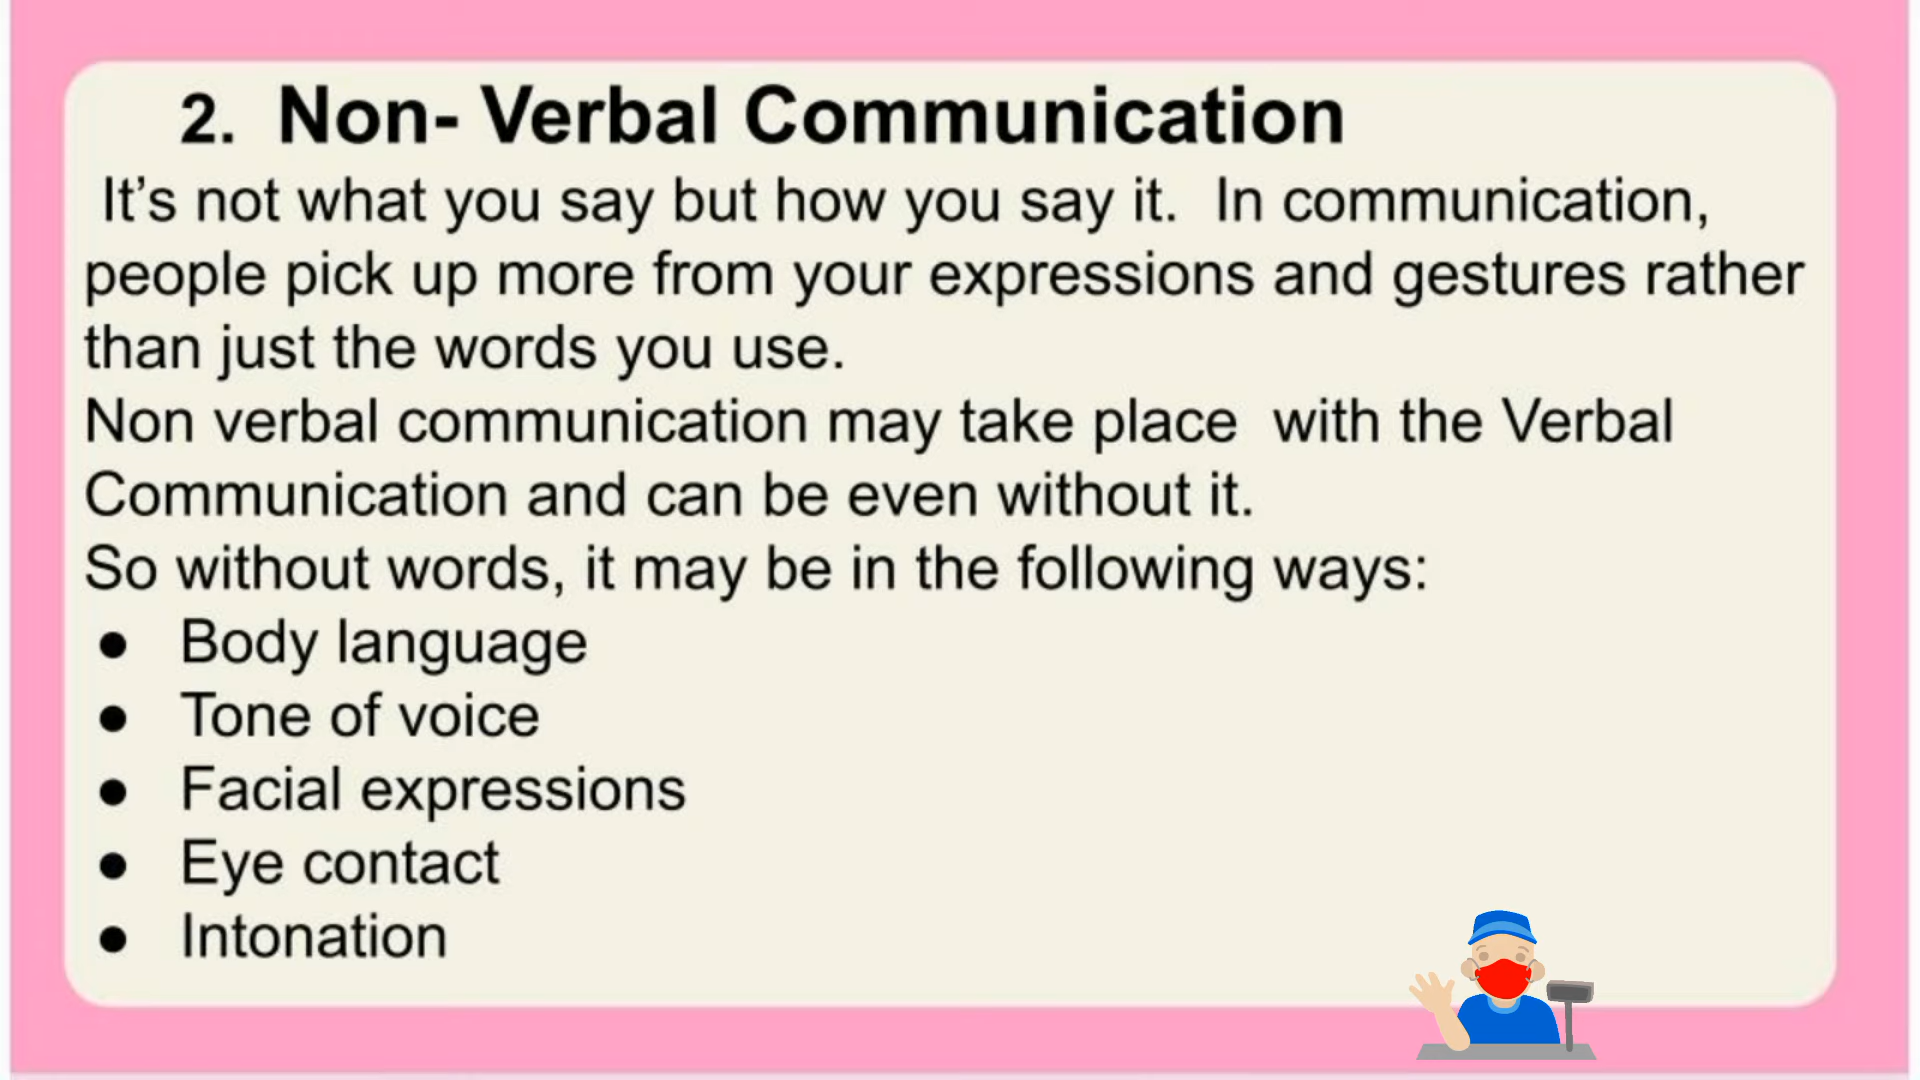 2. Non- Verbal Communication
It’s not what you say but how you say it. In communication,
people pick up more from your expressions and gestures rather
than just the words you use.
Non verbal communication may take place with the Verbal
Communication and can be even without it.
So without words, it may be in the following ways:
● Body language
● Tone of voice
● Facial expressions
● Eye contact
● Intonation